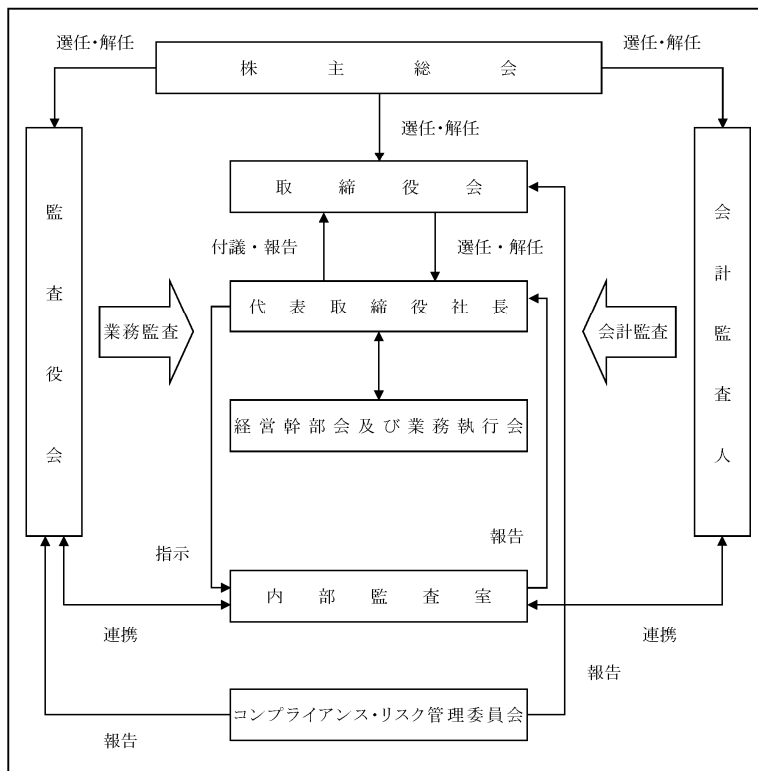 選任・解任
選任・解任
株主総会
選任・解任
取締役会
監査役会
会計監査人
付議・報告
選任・解任
代表取締役社長
業務監査
会計監査
経営幹部会及び業務執行会
報告
指示
内部監査室
連携
連携
報告
コンプライアンス・リスク管理委員会
報告